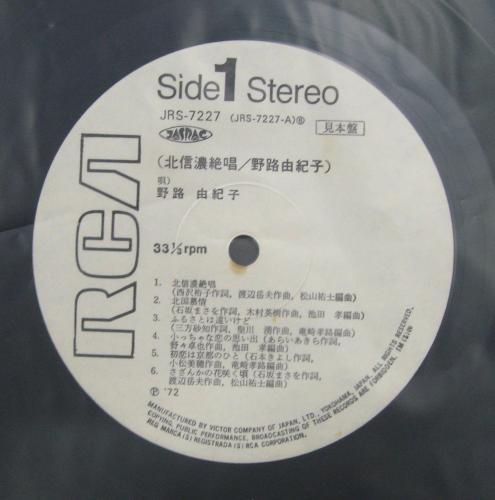 Side 1 Stereo
JRS-7227 (JRS-7227-A)Ⓡ
JASRAC
見本盤
(北信濃絶唱/野路由紀子)
唄)
野路 由紀子
RCA
33⅓rpm
1. 北信濃絶唱
(西沢裕子作詞, 渡辺岳夫作曲, 松山祐士編曲)
2. 北国慕情
(石坂まさを作詞, 木村英樹作曲, 池田 孝編曲)
3. ふるさとは遠いけど
(三方砂知作詞, 柴川 湧作曲, 竜崎孝路編曲)
4. 小っちゃな恋の思い出 (あらいあきら作詞,
野々卓也作曲, 池田 孝編曲)
5. 初恋は京都のひと (石本きよし作詞,
小松美穂作曲, 竜崎孝路編曲)
6. さざんかの花咲く頃 (石坂まさを作詞,
渡辺岳夫作曲, 松山祐士編曲)
Ⓟ '72
MANUFACTURED BY VICTOR COMPANY OF JAPAN, LTD., YOKOHAMA, JAPAN. ALL RIGHTS RESERVED.
COPYING, PUBLIC PERFORMANCE, BROADCASTING OF THESE RECORDS ARE FORBIDDEN.
REG MARCA(S) REGISTRADA(S) RCA CORPORATION.